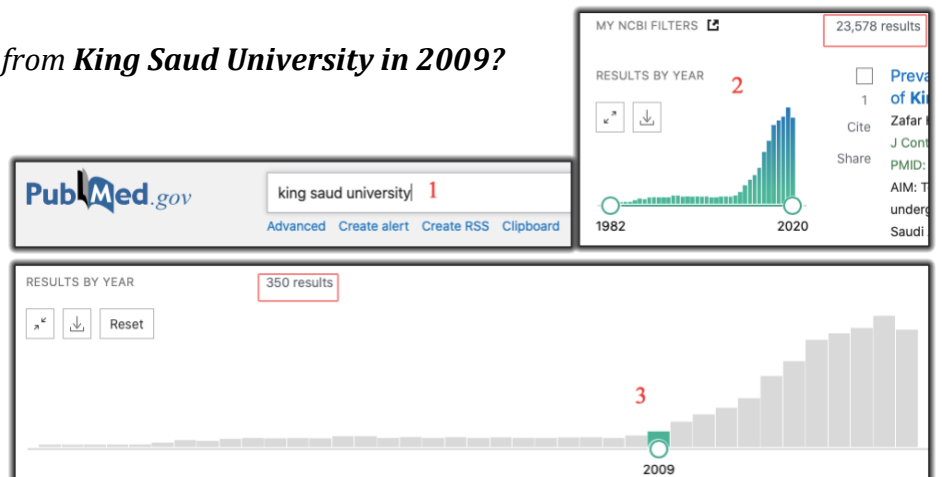 from King Saud University in 2009?
PubMed.gov
king saud university 1
Advanced Create alert Create RSS Clipboard
MY NCBI FILTERS
23,578 results
RESULTS BY YEAR
2
1982
2020
1
Cite
Share
Preva
of Ki
Zafar
J Cont
PMID:
AIM: T
underg
Saudi
RESULTS BY YEAR
350 results
Reset
3
2009